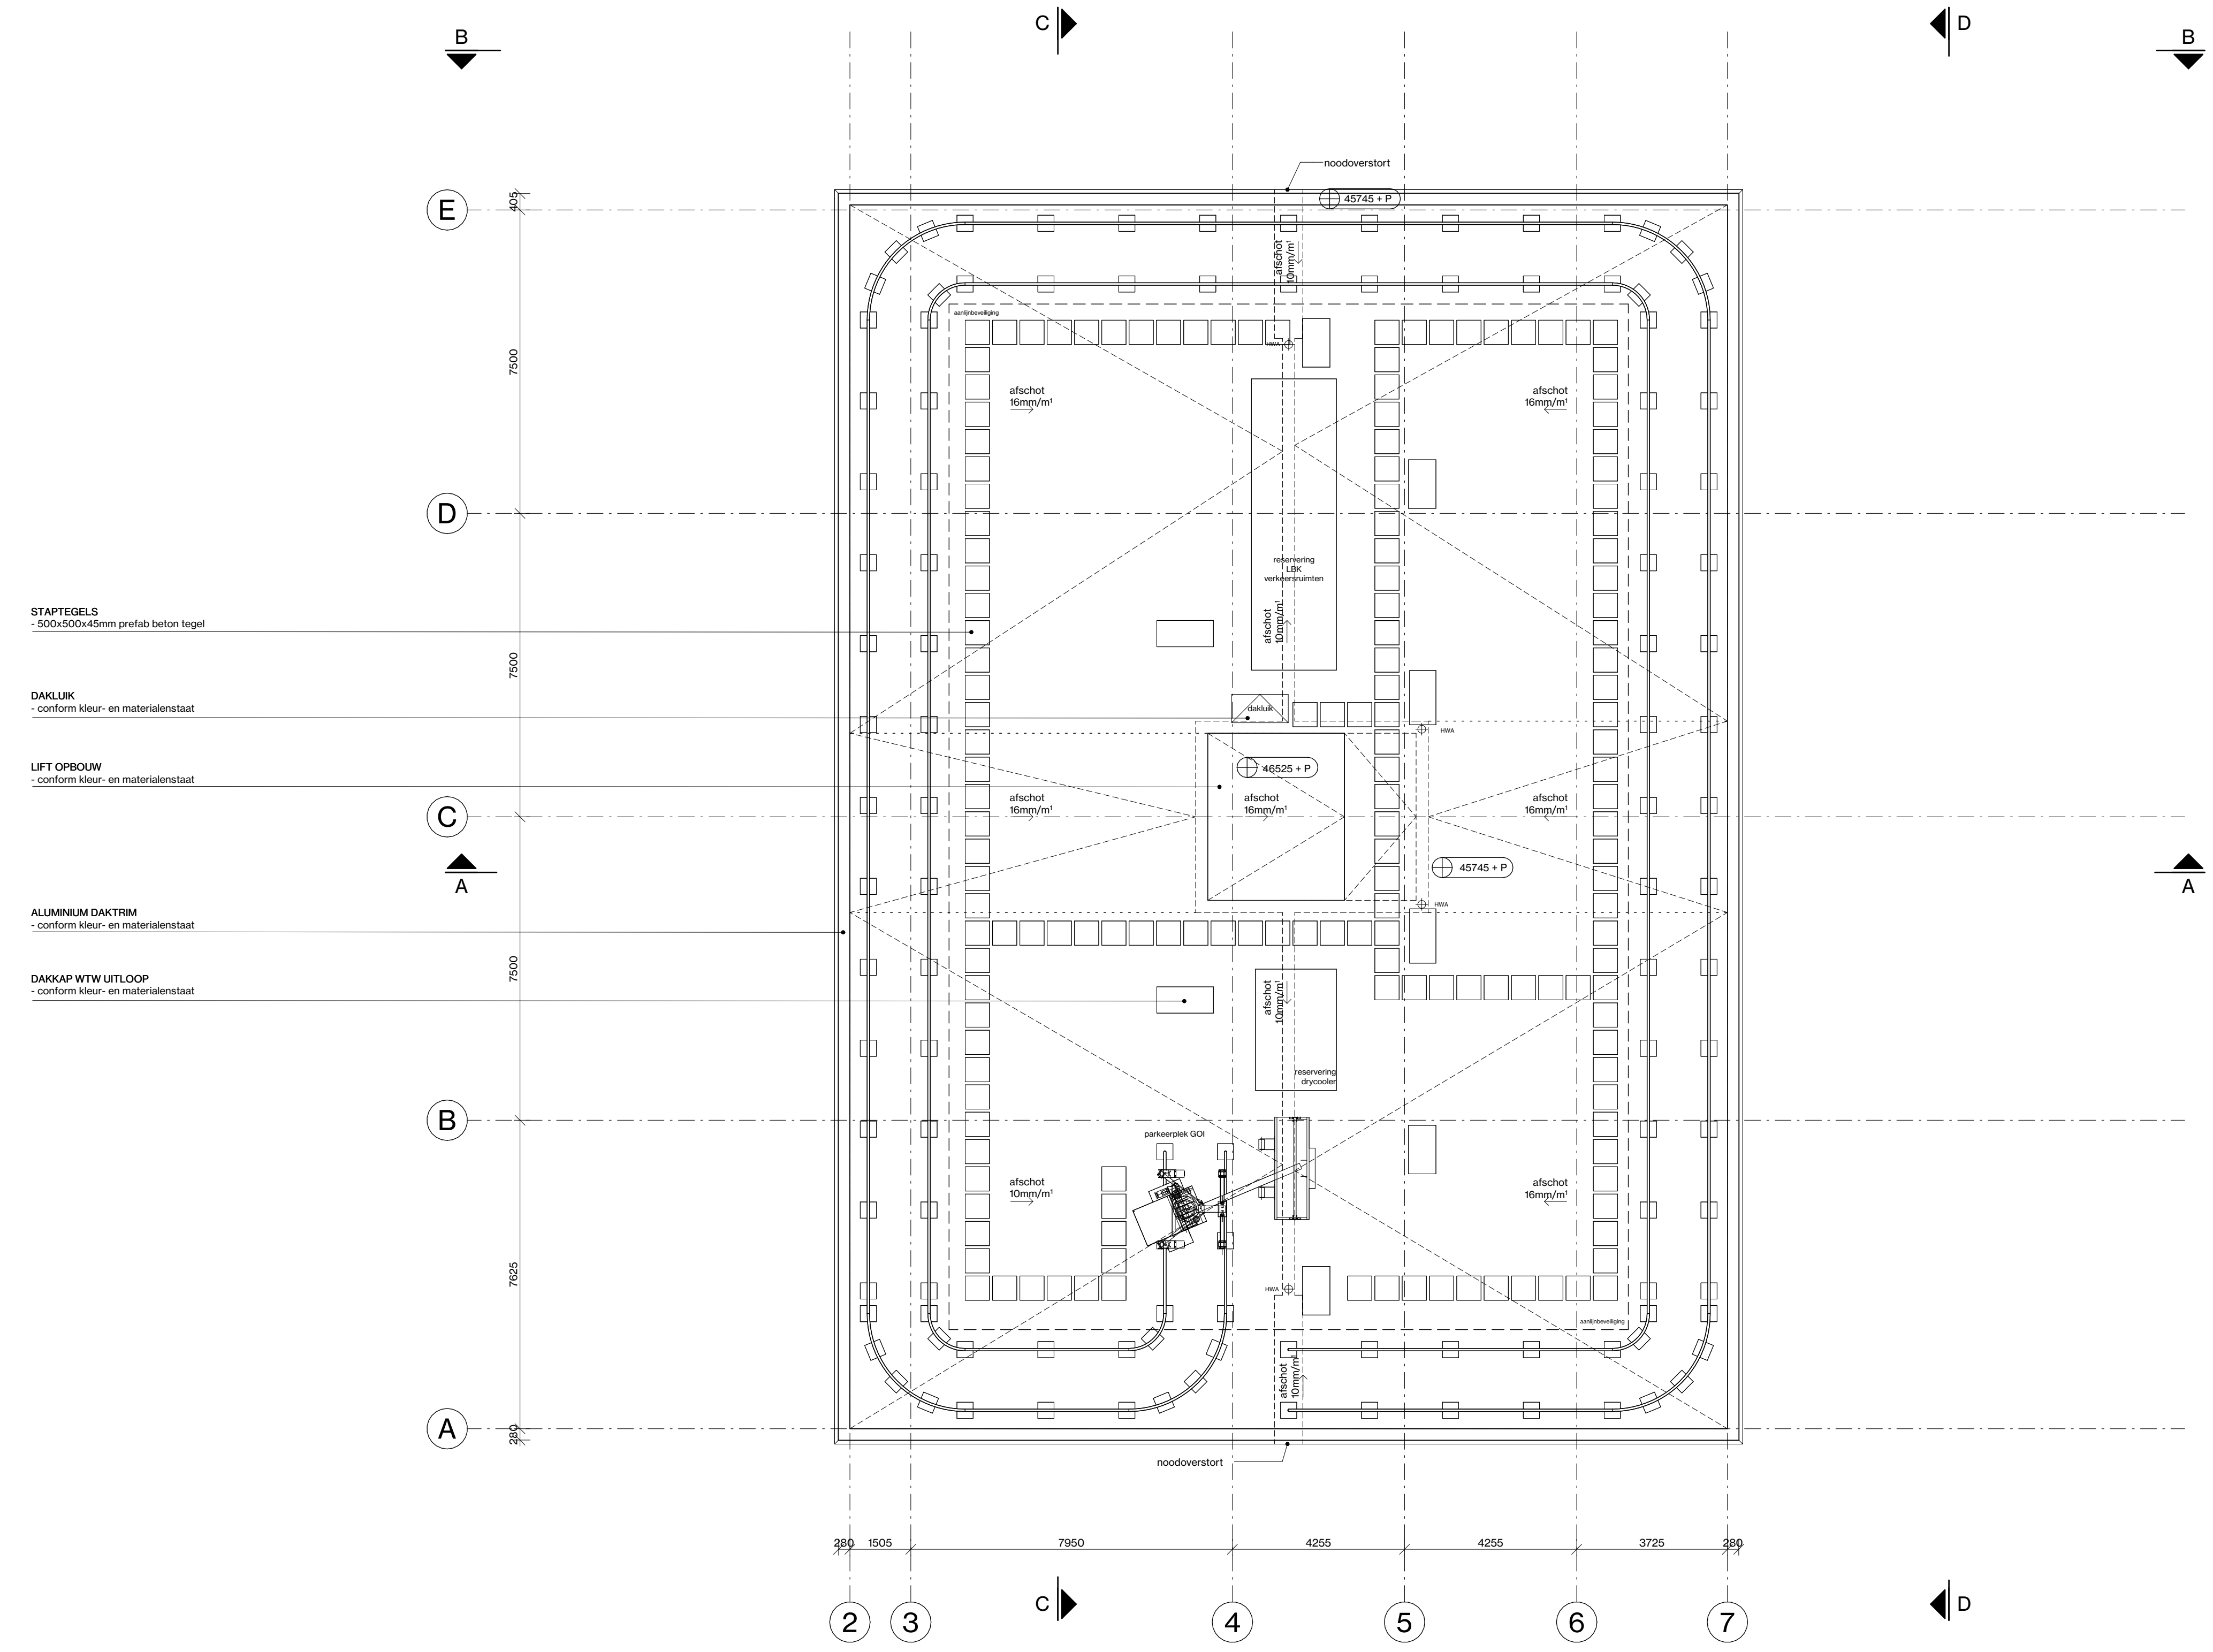 C
D
B
B
noodoverstort
45745 + P
E
405
afschot
10mm/m¹
aanlijnbeveiliging
HWA
7500
afschot
16mm/m¹
afschot
16mm/m¹
D
reservering
LBK
verkeersruimten
afschot
10mm/m¹
STAPTEGELS
- 500x500x45mm prefab beton tegel
7500
DAKLUIK
- conform kleur- en materialenstaat
dakluik
HWA
LIFT OPBOUW
- conform kleur- en materialenstaat
46525 + P
afschot
16mm/m¹
afschot
16mm/m¹
afschot
16mm/m¹
C
A
45745 + P
A
HWA
ALUMINIUM DAKTRIM
- conform kleur- en materialenstaat
7500
DAKKAP WTW UITLOOP
- conform kleur- en materialenstaat
afschot
10mm/m¹
reservering
drycooler
B
parkeerplek GOI
afschot
10mm/m¹
afschot
16mm/m¹
7625
HWA
aanlijnbeveiliging
afschot
10mm/m¹
A
280
noodoverstort
280
1505
7950
4255
4255
3725
280
C
D
2
3
4
5
6
7